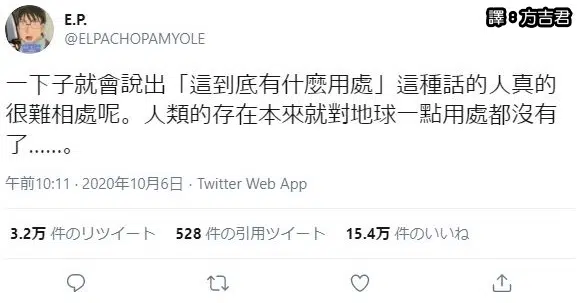 譯8方吉君
E.P.
@ELPACHOPAMYOLE
一下子就會說出「這到底有什麼用處」這種話的人真的
很難相處呢。人類的存在本來就對地球一點用處都沒有
了……。
午前10:11 · 2020年10月6日 · Twitter Web App
3.2万 件のリツイート 528 件の引用ツイート 15.4万 件のいいね